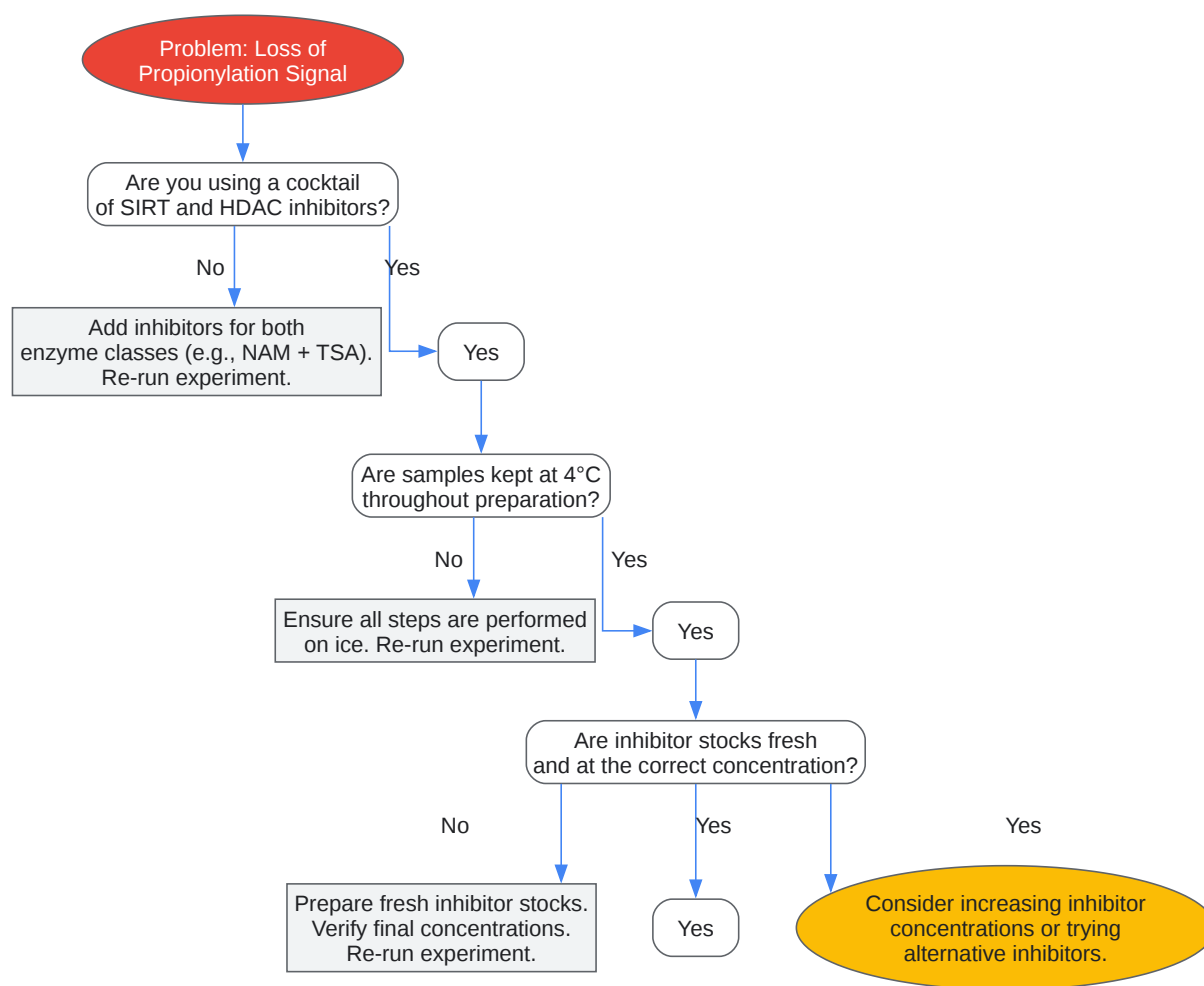 Problem: Loss of
Propionylation Signal
Are you using a cocktail
of SIRT and HDAC inhibitors?
No
Yes
Add inhibitors for both
enzyme classes (e.g., NAM + TSA).
Re-run experiment.
Yes
Are samples kept at 4°C
throughout preparation?
No
Yes
Ensure all steps are performed
on ice. Re-run experiment.
Yes
Are inhibitor stocks fresh
and at the correct concentration?
No
Yes
Yes
Prepare fresh inhibitor stocks.
Verify final concentrations.
Re-run experiment.
Yes
Consider increasing inhibitor
concentrations or trying
alternative inhibitors.